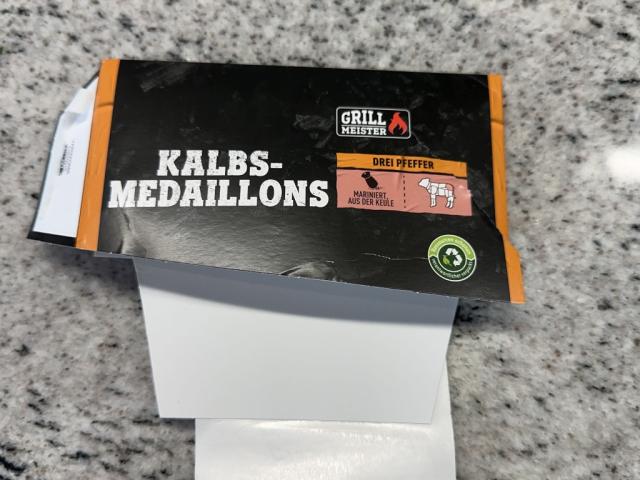 GRILL
MEISTER
KALBS-
MEDAILLONS
DREI PFEFFER
MARINIERT,
AUS DER KEULE